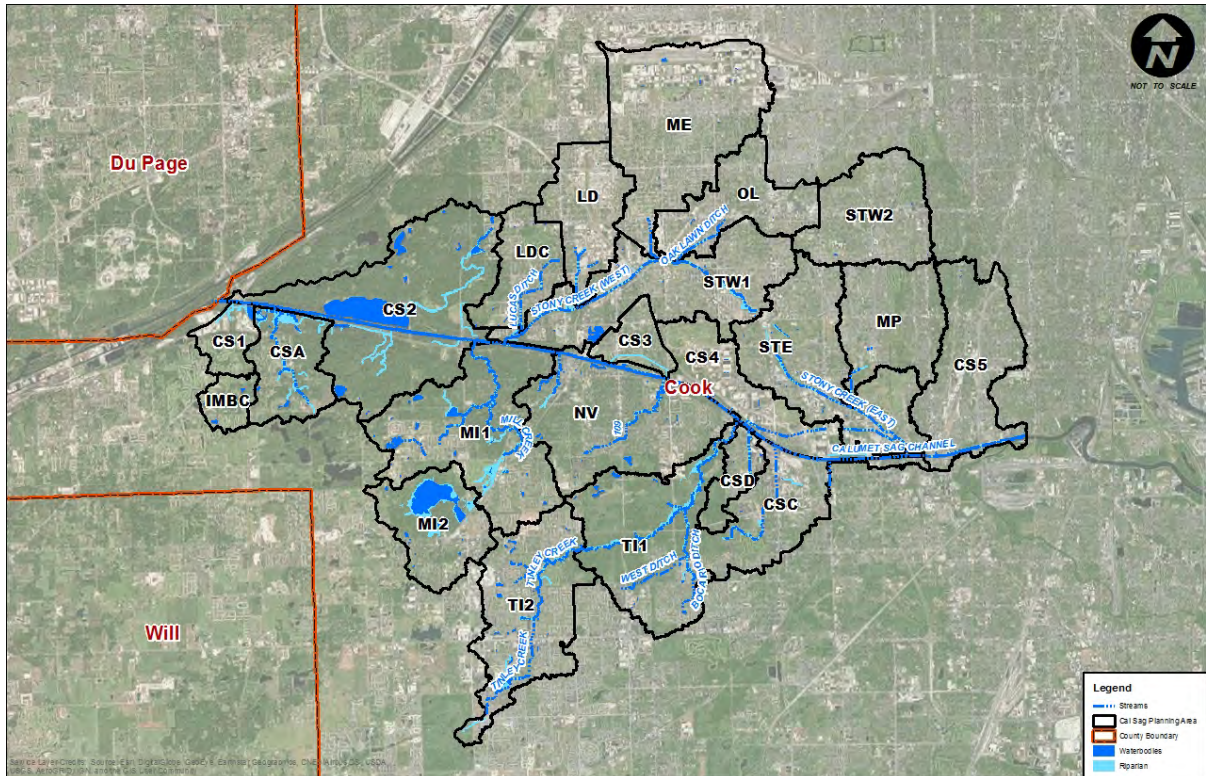 N
NOT TO SCALE
ME
Du Page
LD
OL
STW2
LDC
OAK LAWN DITCH
STW1
LUCAS DITCH
STONY CREEK (WEST)
CS2
MP
CS3
CS1
CSA
CS4
STE
CS5
Cook
IMBC
STONY CREEK (EAST)
NV
MI1
MILL CREEK
CALUMET SAG CHANNEL
CSD
CSC
MI2
TI1
TINLEY CREEK
WEST DITCH
BOCA RIO DITCH
TI2
Will
TINLEY CREEK
Legend
Streams
Cal Sag Planning Area
County Boundary
Waterbodies
Riparian